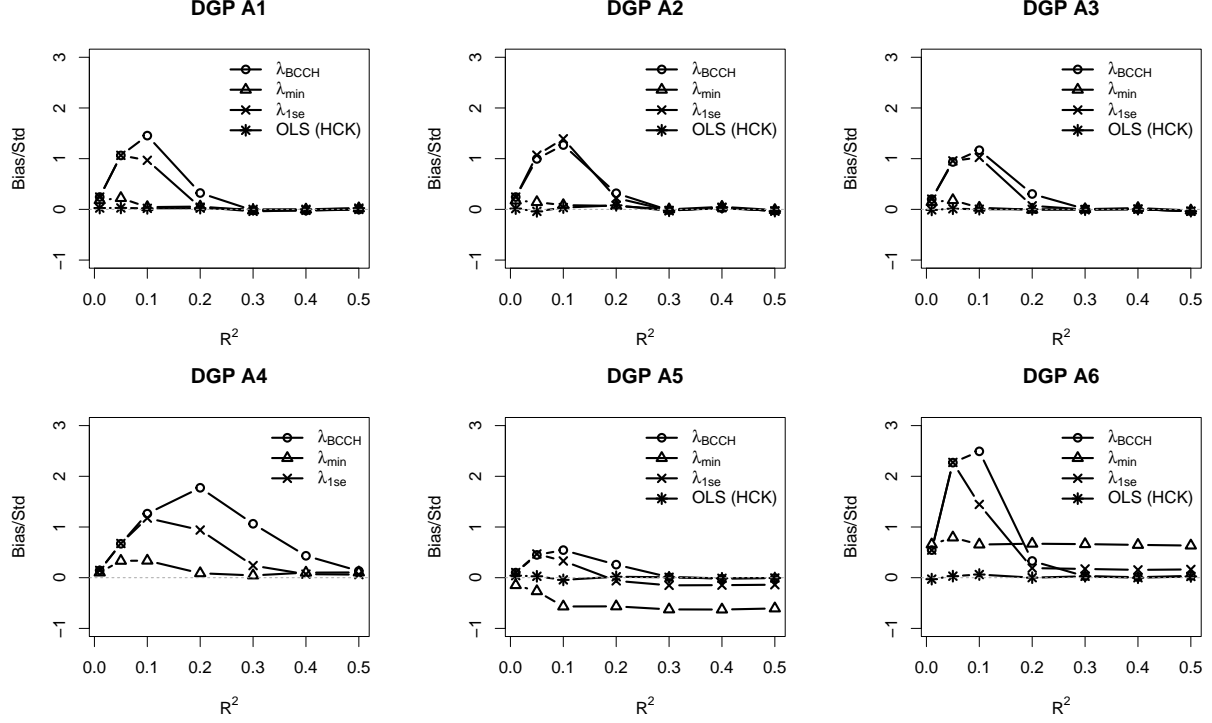 DGP A1
Bias/Std
3
2
1
0
−1
λBCCH
λmin
λ1se
OLS (HCK)
0.0 0.1 0.2 0.3 0.4 0.5
R²
DGP A2
Bias/Std
3
2
1
0
−1
λBCCH
λmin
λ1se
OLS (HCK)
0.0 0.1 0.2 0.3 0.4 0.5
R²
DGP A3
Bias/Std
3
2
1
0
−1
λBCCH
λmin
λ1se
OLS (HCK)
0.0 0.1 0.2 0.3 0.4 0.5
R²
DGP A4
Bias/Std
3
2
1
0
−1
λBCCH
λmin
λ1se
0.0 0.1 0.2 0.3 0.4 0.5
R²
DGP A5
Bias/Std
3
2
1
0
−1
λBCCH
λmin
λ1se
OLS (HCK)
0.0 0.1 0.2 0.3 0.4 0.5
R²
DGP A6
Bias/Std
3
2
1
0
−1
λBCCH
λmin
λ1se
OLS (HCK)
0.0 0.1 0.2 0.3 0.4 0.5
R²